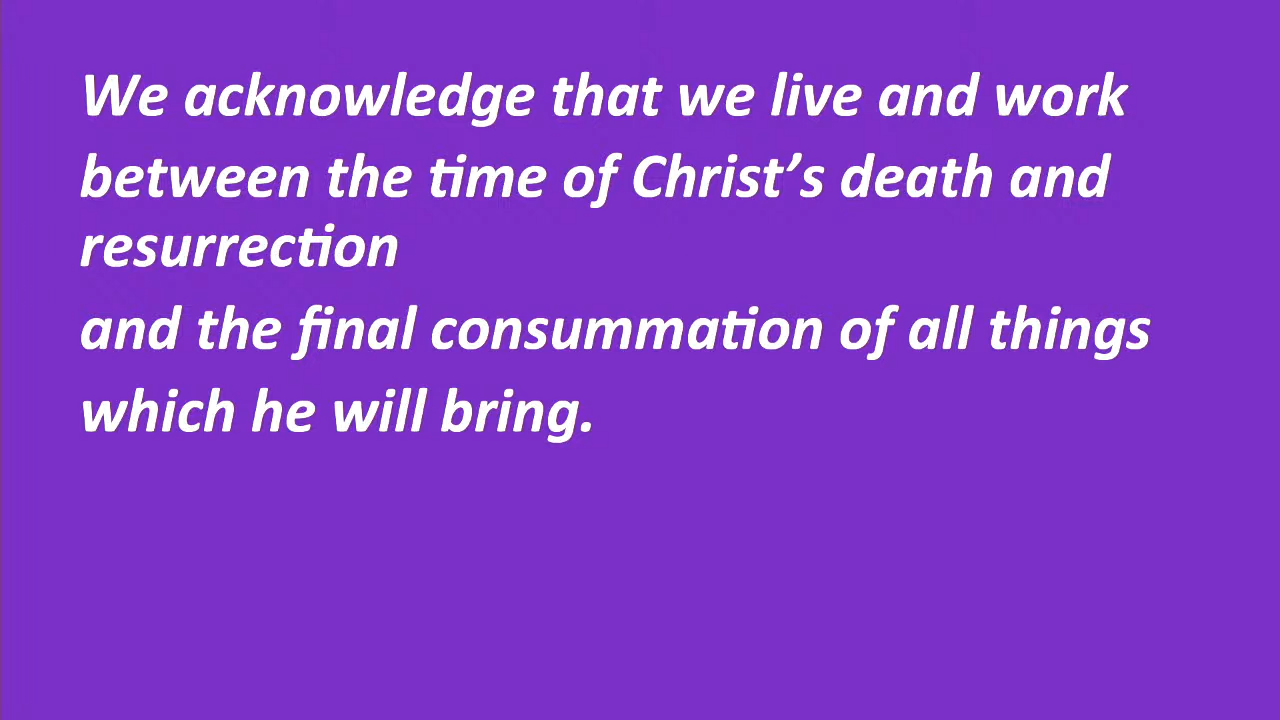 We acknowledge that we live and work
between the time of Christ’s death and
resurrection
and the final consummation of all things
which he will bring.